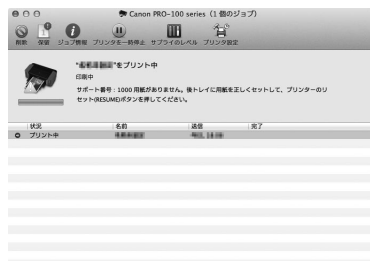 Canon PRO-100 series (1 個のジョブ)
削除 保留 ジョブ情報 プリンタを一時停止 サプライのレベル プリンタ設定
"をプリント中
印刷中
サポート番号：1000 用紙がありません。後トレイに用紙を正しくセットして、プリンターのリ
セット(RESUME)ボタンを押してください。
状況 名前 送信 完了
プリント中